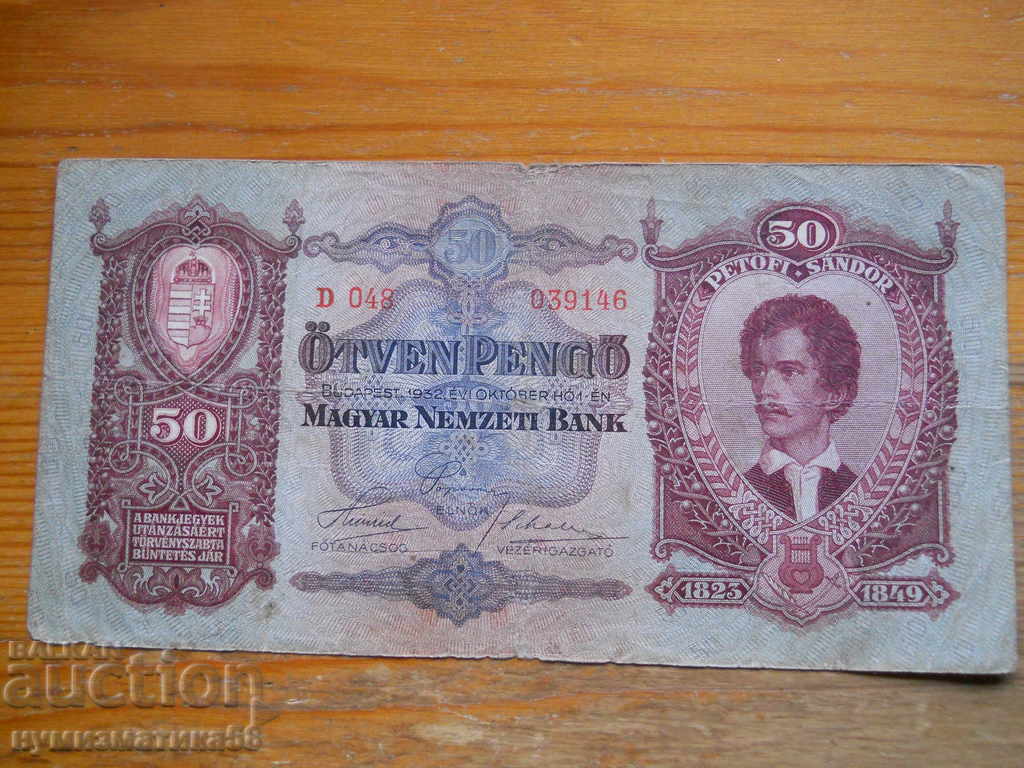 50
50
PETŐFI · SÁNDOR
D 048 039146
ÖTVEN PENGŐ
BUDAPEST, 1932. ÉVI OKTÓBER HÓ 1-ÉN
MAGYAR NEMZETI BANK
50
ELNÖK
FŐTANÁCSOS
VEZÉRIGAZGATÓ
A BANKJEGYEK
UTÁNZÁSÁÉRT
TÖRVÉNYSZABTA
BÜNTETÉS JÁR
1823 1849
BALKAN
auction
нумизматика58